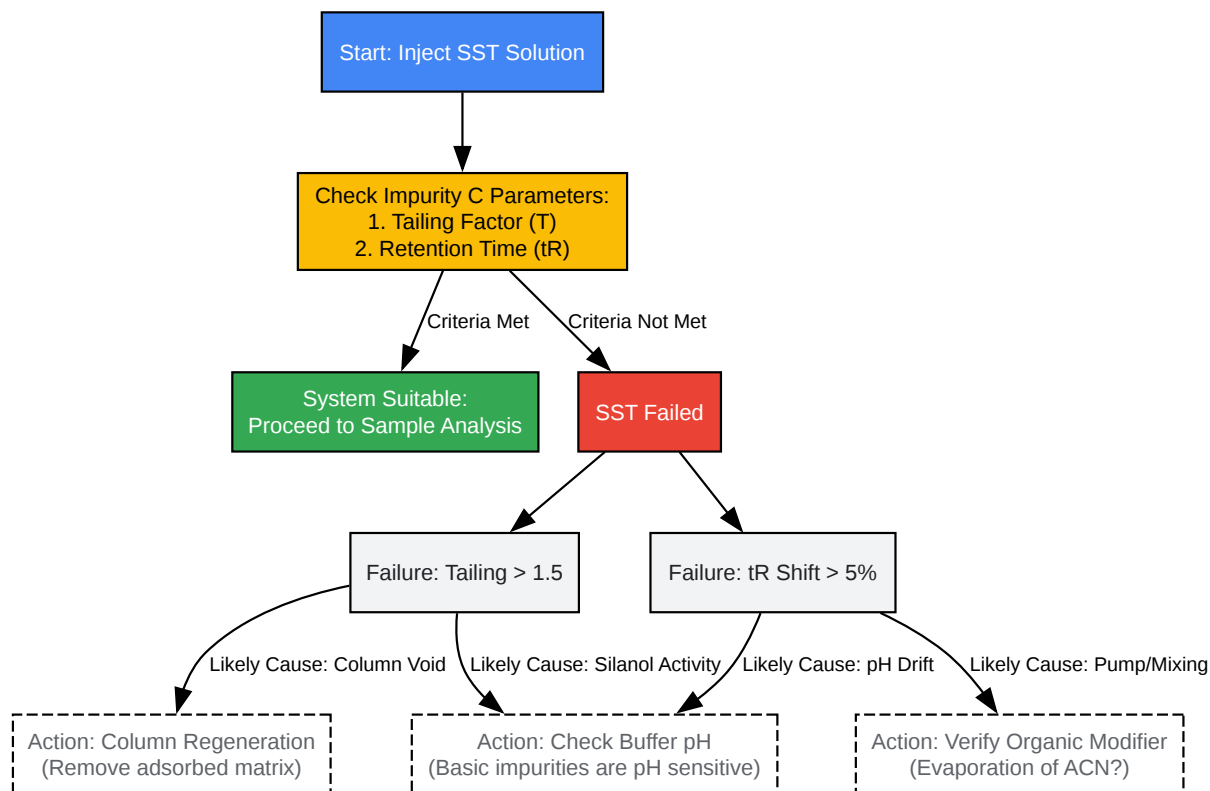 Start: Inject SST Solution
Check Impurity C Parameters:
1. Tailing Factor (T)
2. Retention Time (tR)
Criteria Met
Criteria Not Met
System Suitable:
Proceed to Sample Analysis
SST Failed
Failure: Tailing > 1.5
Failure: tR Shift > 5%
Likely Cause: Column Void
Likely Cause: Silanol Activity
Likely Cause: pH Drift
Likely Cause: Pump/Mixing
Action: Column Regeneration
(Remove adsorbed matrix)
Action: Check Buffer pH
(Basic impurities are pH sensitive)
Action: Verify Organic Modifier
(Evaporation of ACN?)